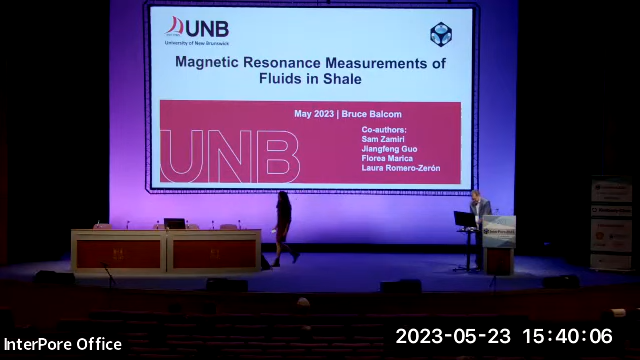 UNB
University of New Brunswick
Magnetic Resonance Measurements of
Fluids in Shale
May 2023 | Bruce Balcom
Co-authors:
Sam Zamiri
Jiangfeng Guo
Florea Marica
Laura Romero-Zerón
UNB
InterPore Office
2023-05-23 15:40:06